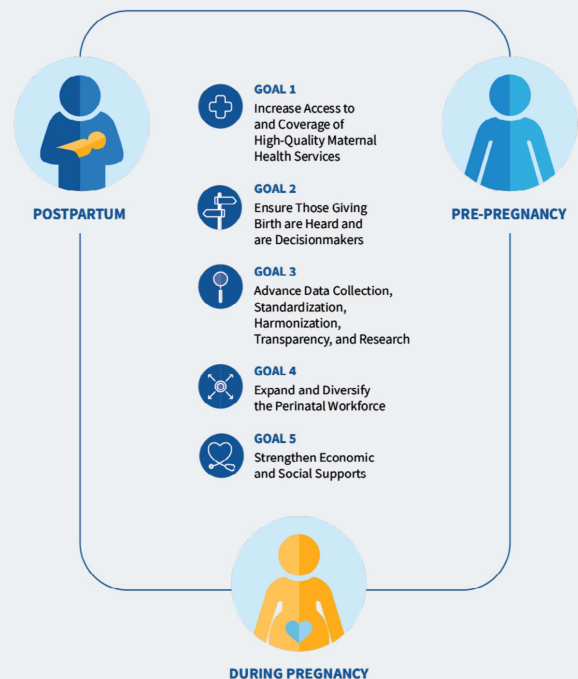 GOAL 1
Increase Access to
and Coverage of
High-Quality Maternal
Health Services
POSTPARTUM
PRE-PREGNANCY
GOAL 2
Ensure Those Giving
Birth are Heard and
are Decisionmakers
GOAL 3
Advance Data Collection,
Standardization,
Harmonization,
Transparency, and Research
GOAL 4
Expand and Diversify
the Perinatal Workforce
GOAL 5
Strengthen Economic
and Social Supports
DURING PREGNANCY